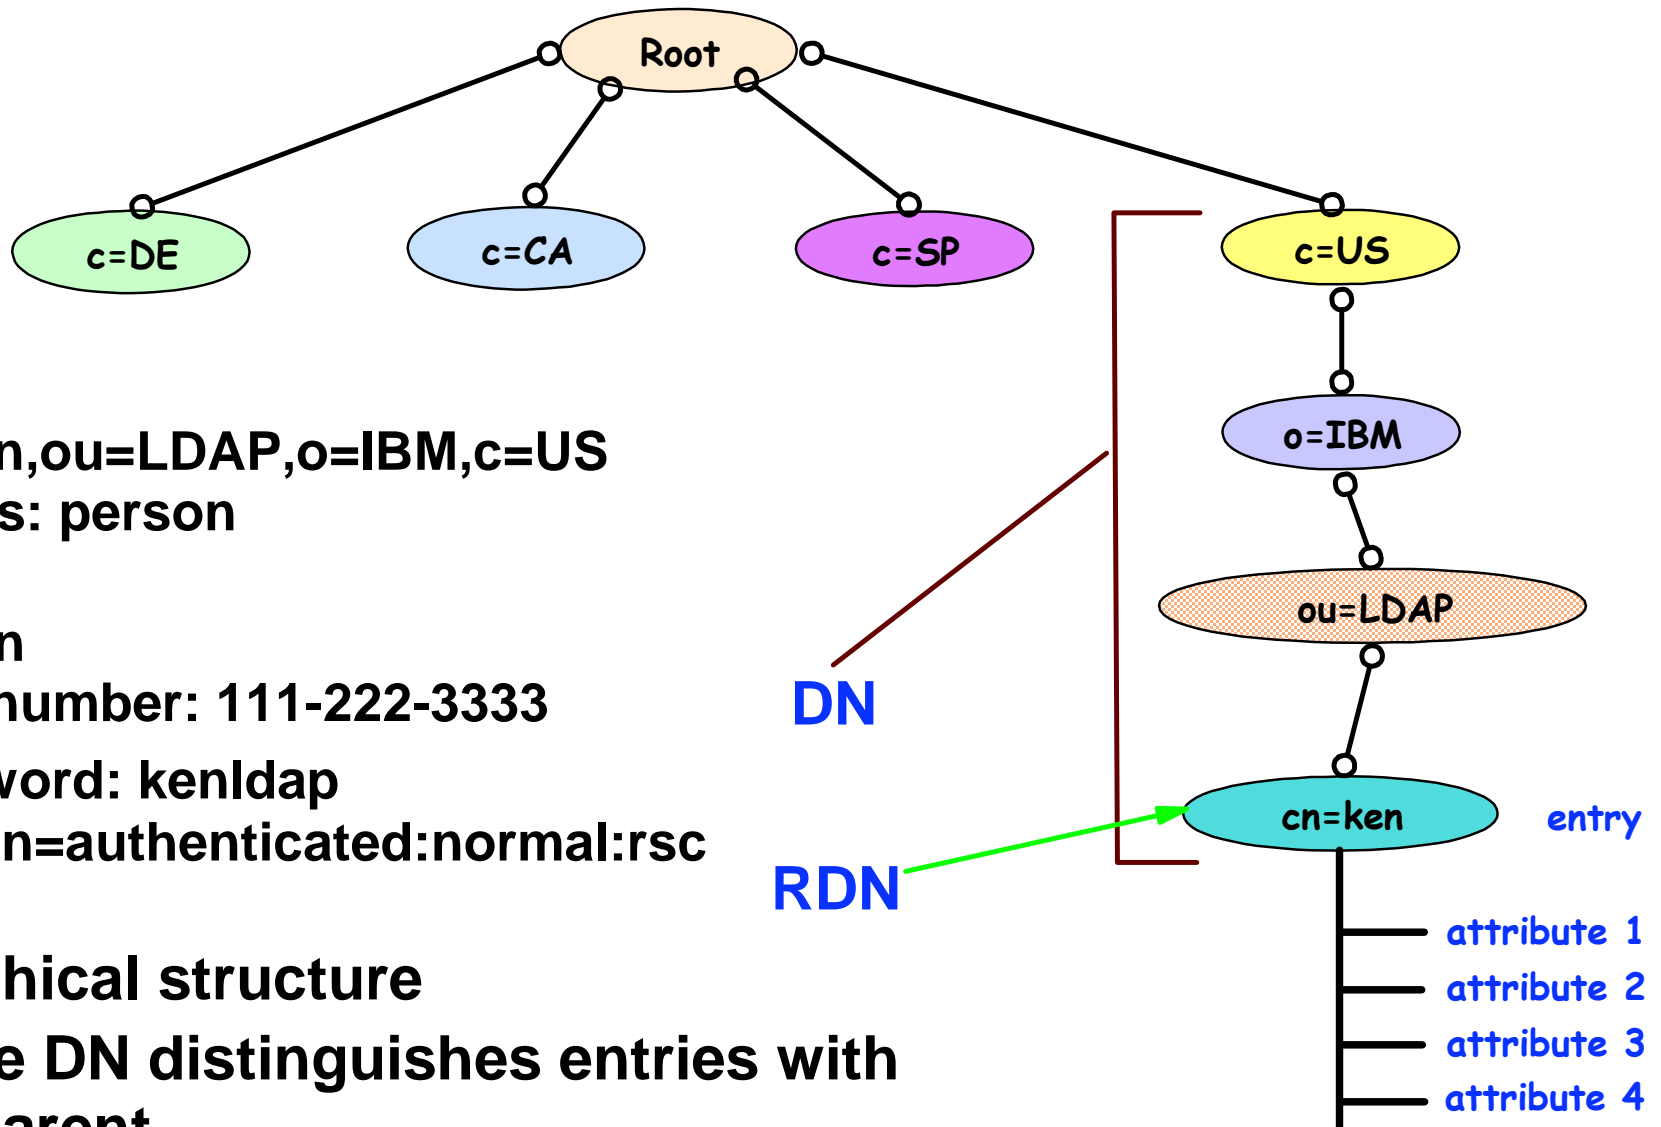 Root
c=DE
c=CA
c=SP
c=US
o=IBM
n,ou=LDAP,o=IBM,c=US
s: person
ou=LDAP
n
number: 111-222-3333
DN
word: kenldap
cn=ken
entry
n=authenticated:normal:rsc
RDN
attribute 1
hical structure
attribute 2
e DN distinguishes entries with
attribute 3
attribute 4
arent